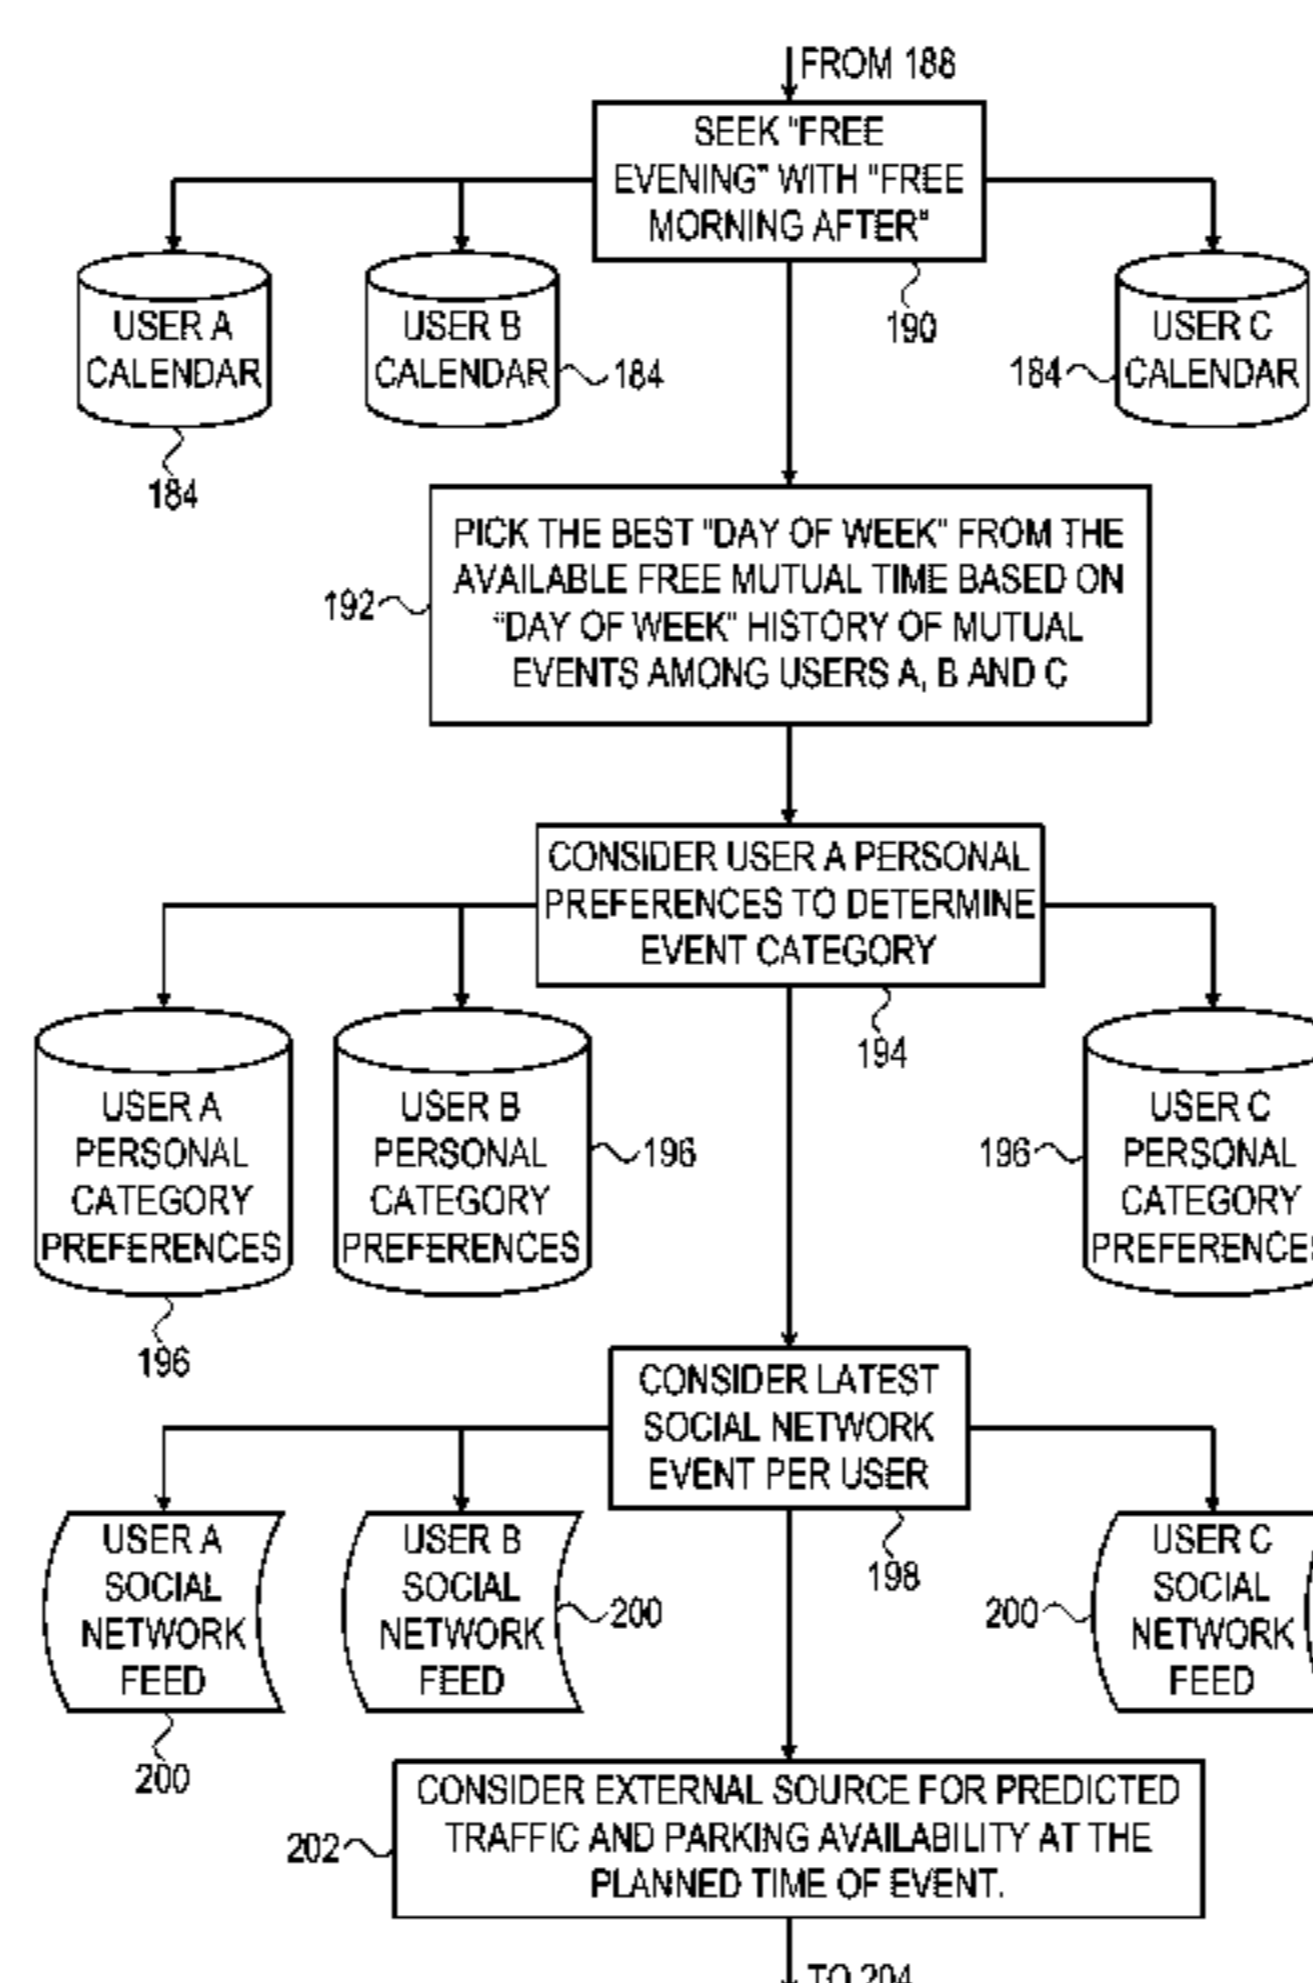 FROM 188
SEEK "FREE
EVENING" WITH "FREE
MORNING AFTER"
190
USER A
CALENDAR
184
USER B
CALENDAR
184
USER C
CALENDAR
184
PICK THE BEST "DAY OF WEEK" FROM THE
AVAILABLE FREE MUTUAL TIME BASED ON
"DAY OF WEEK" HISTORY OF MUTUAL
EVENTS AMONG USERS A, B AND C
192
CONSIDER USER A PERSONAL
PREFERENCES TO DETERMINE
EVENT CATEGORY
194
USER A
PERSONAL
CATEGORY
PREFERENCES
196
USER B
PERSONAL
CATEGORY
PREFERENCES
196
USER C
PERSONAL
CATEGORY
PREFERENCES
196
CONSIDER LATEST
SOCIAL NETWORK
EVENT PER USER
198
USER A
SOCIAL
NETWORK
FEED
200
USER B
SOCIAL
NETWORK
FEED
200
USER C
SOCIAL
NETWORK
FEED
200
CONSIDER EXTERNAL SOURCE FOR PREDICTED
TRAFFIC AND PARKING AVAILABILITY AT THE
PLANNED TIME OF EVENT.
202
TO 204